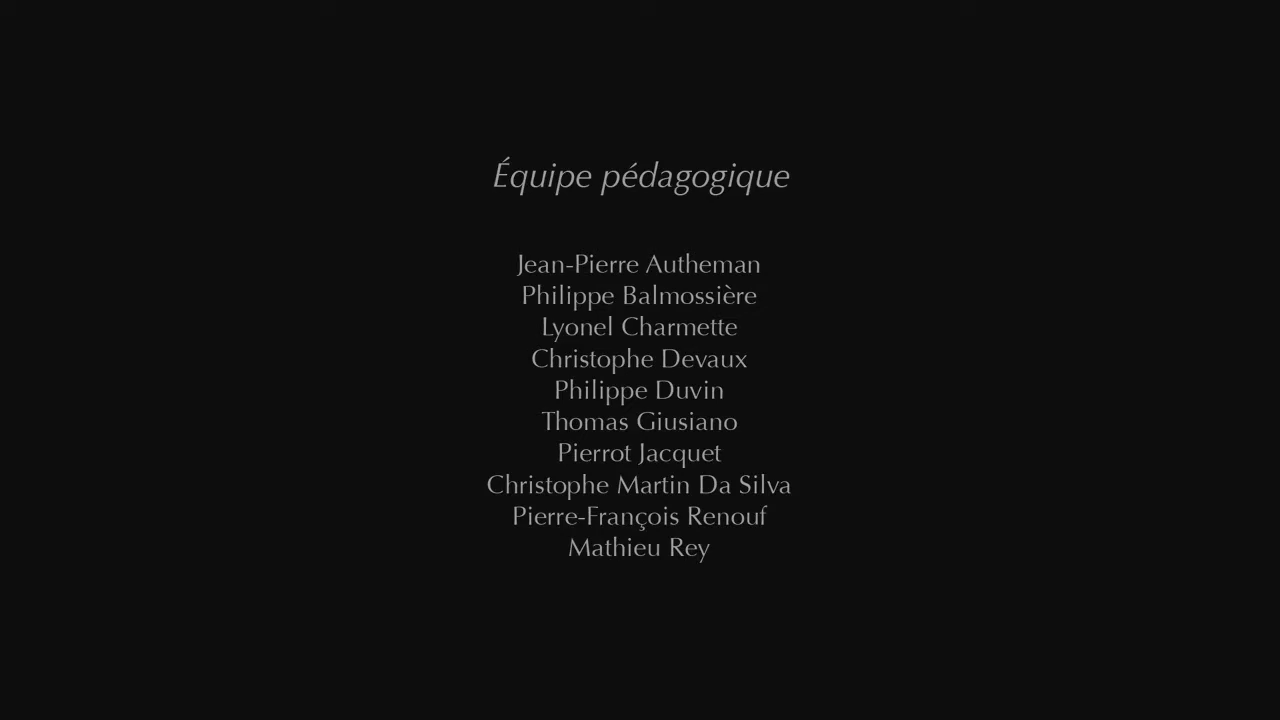 Équipe pédagogique
Jean-Pierre Autheman
Philippe Balmossière
Lyonel Charmette
Christophe Devaux
Philippe Duvin
Thomas Giusiano
Pierrot Jacquet
Christophe Martin Da Silva
Pierre-François Renouf
Mathieu Rey